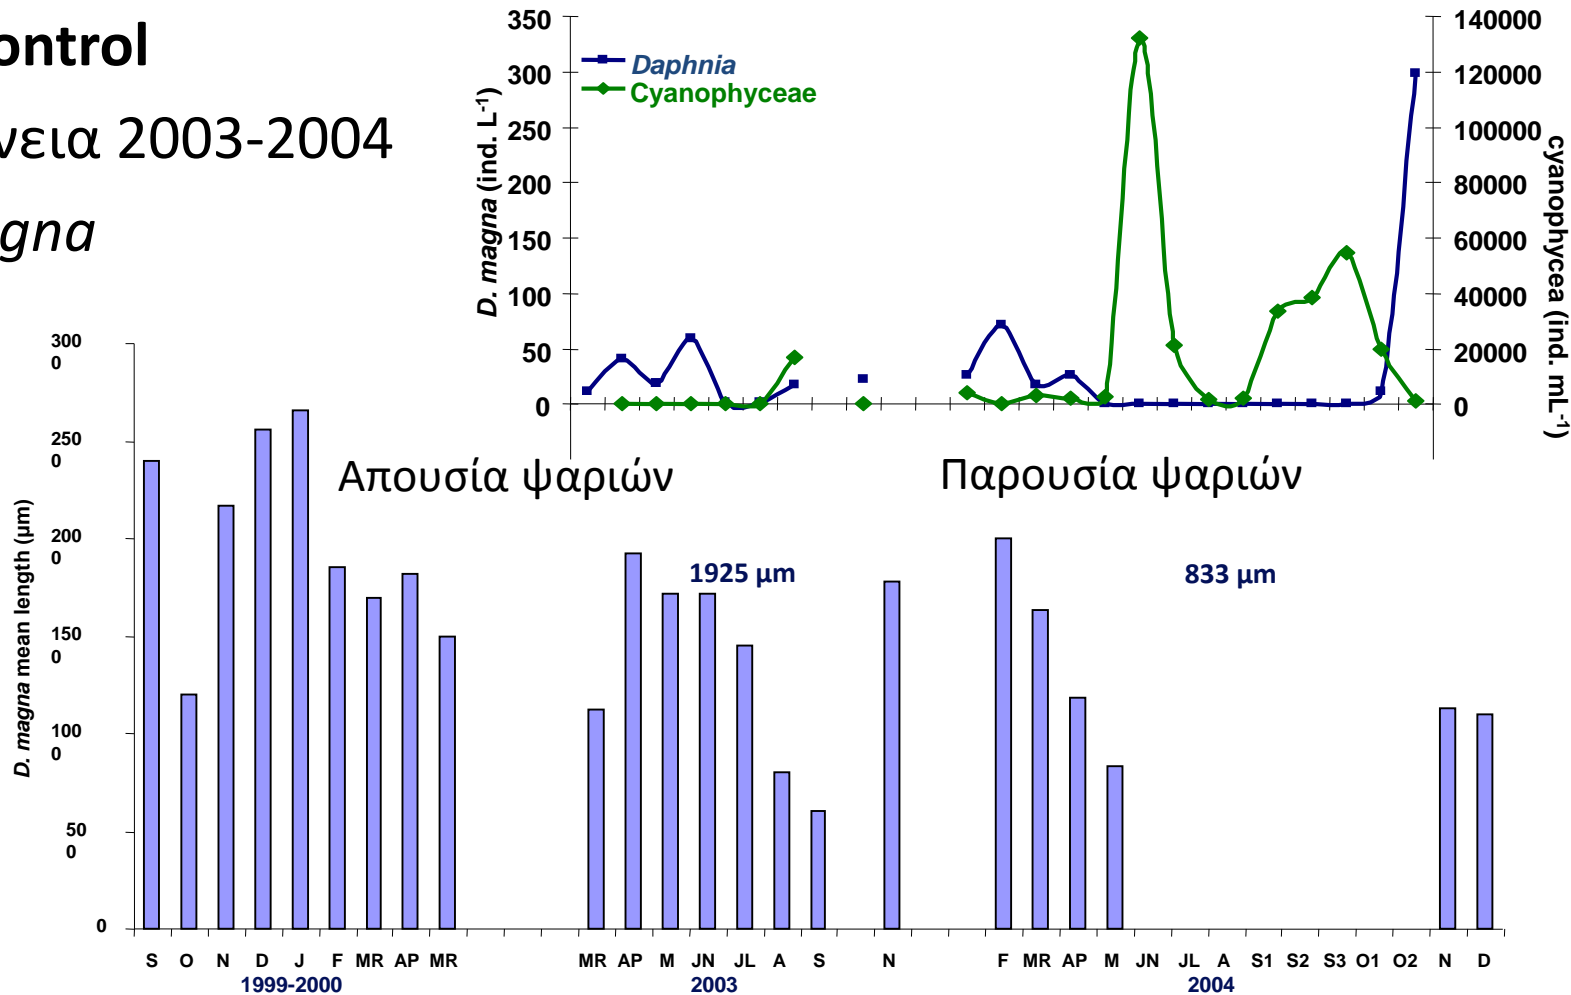 ontrol
νεια 2003-2004
gna
Daphnia
Cyanophyceae
D. magna (ind. L-1)
350
300
250
200
150
100
50
0
140000
120000
100000
80000
60000
40000
20000
0
cyanophycea (ind. mL-1)
Απουσία ψαριών
Παρουσία ψαριών
1925 μm
833 μm
D. magna mean length (μm)
300
0
250
0
200
0
150
0
100
0
50
0
0
S O N D J F MR AP MR MR AP M JN JL A S N F MR AP M JN JL A S1 S2 S3 O1 O2 N D
1999-2000 2003 2004